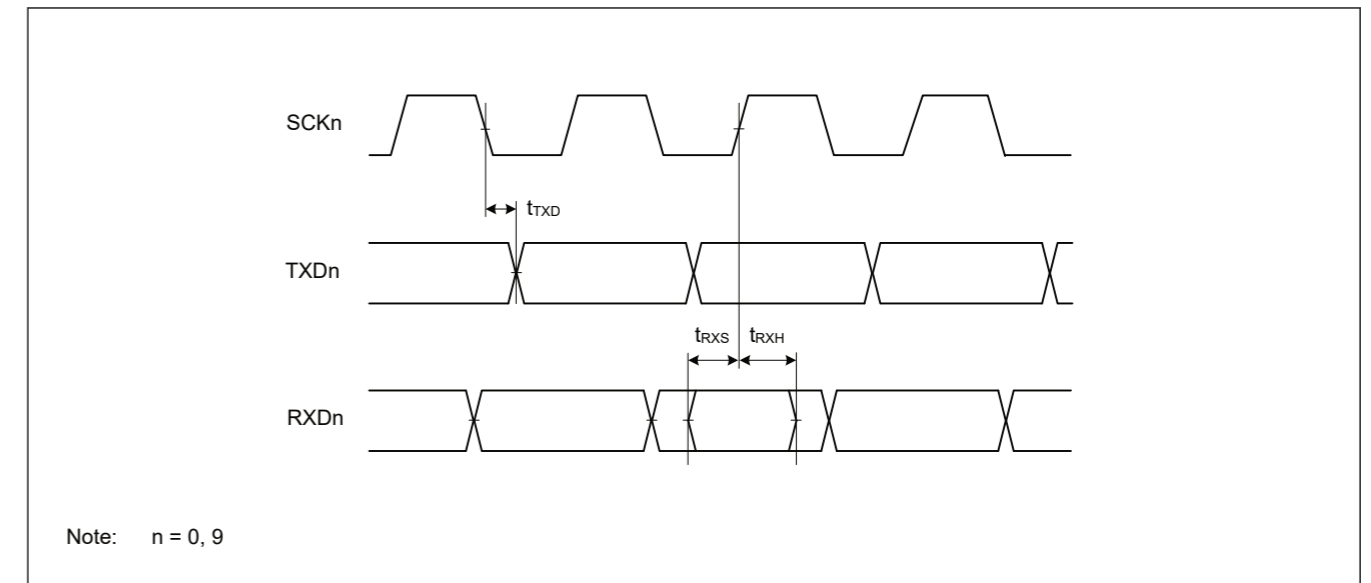 SCKn
tTXD
TXDn
tRXS tRXH
RXDn
Note: n = 0, 9